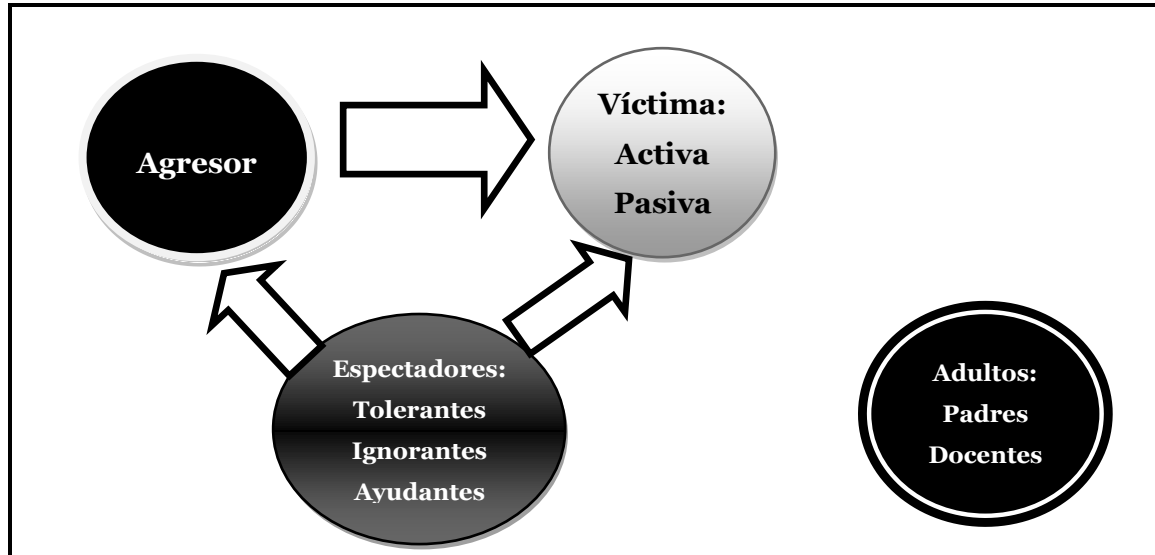 Agresor
Víctima:
Activa
Pasiva
Espectadores:
Tolerantes
Ignorantes
Ayudantes
Adultos:
Padres
Docentes